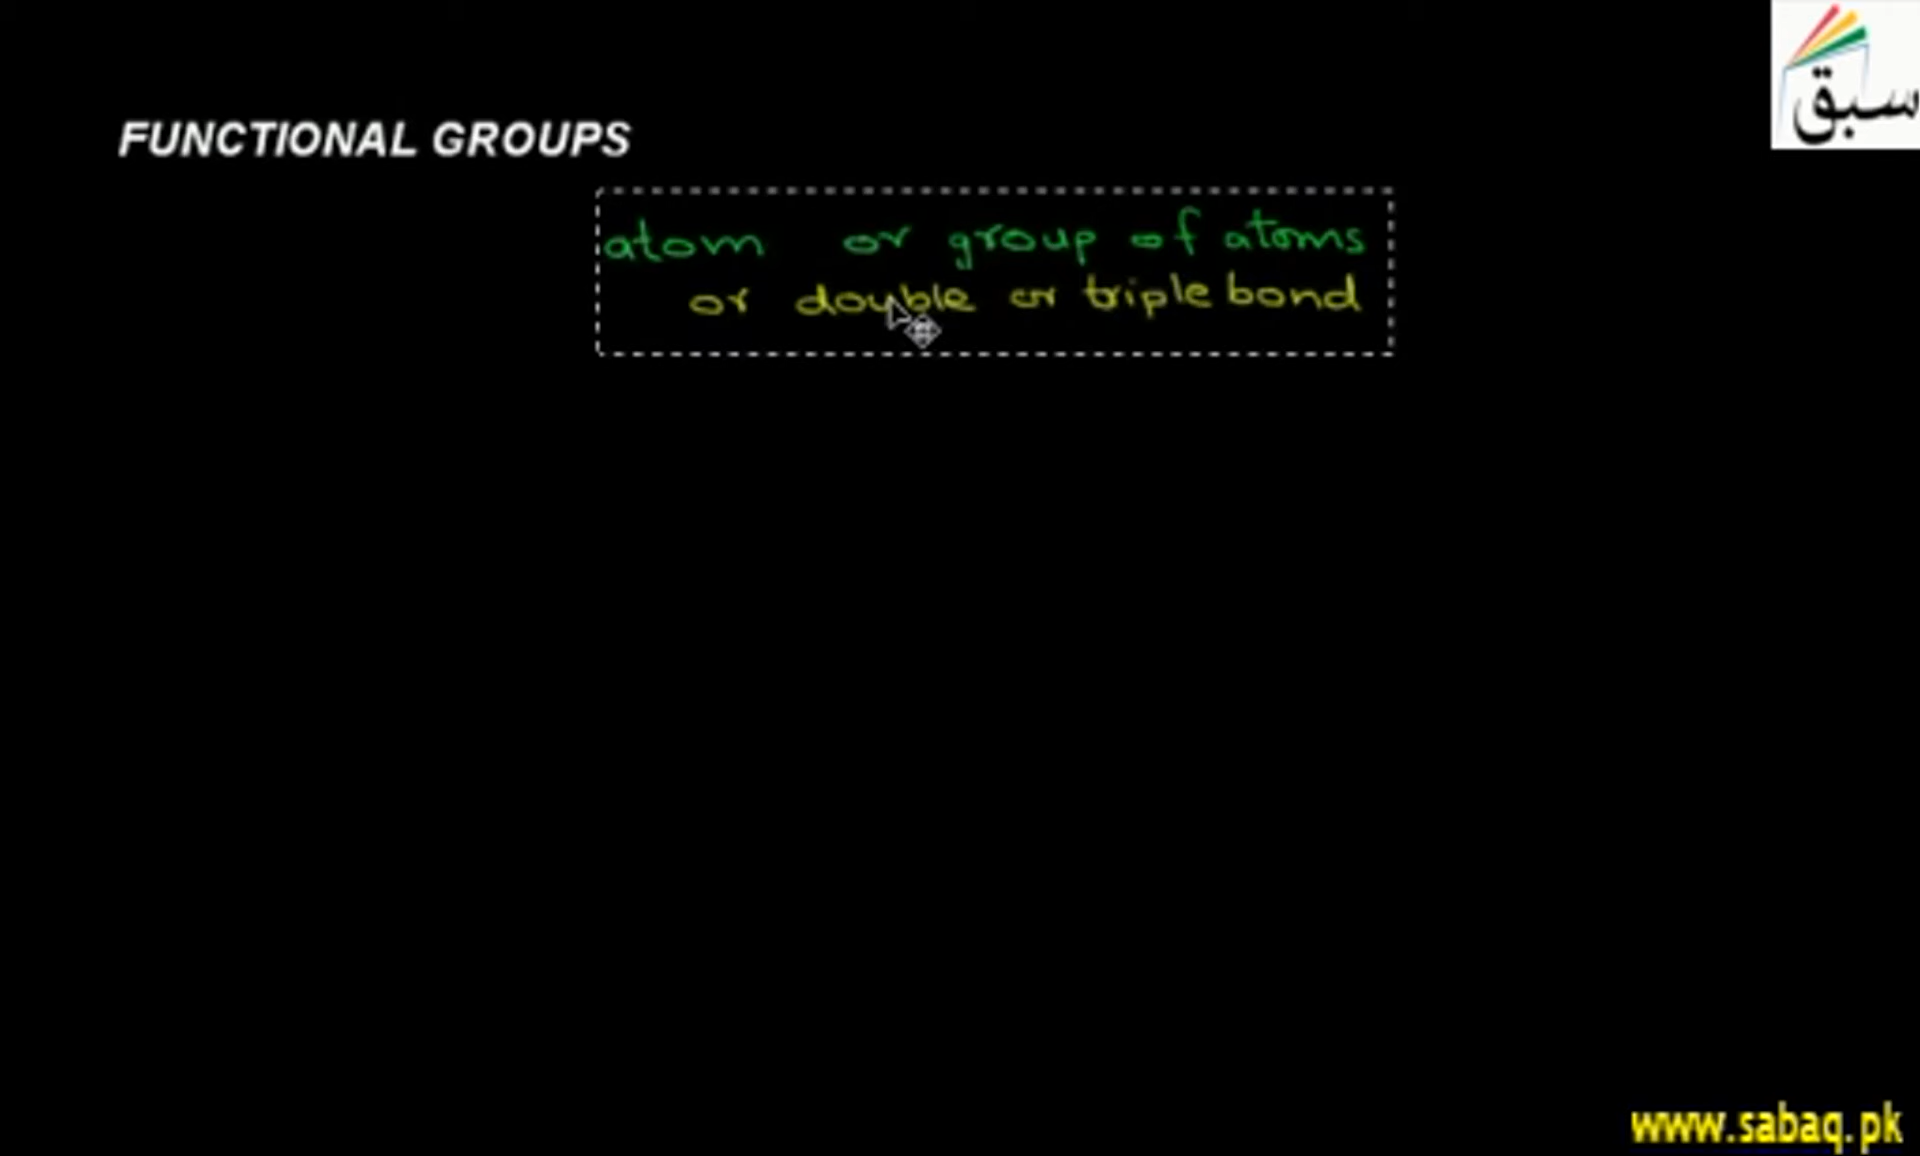 سبق
FUNCTIONAL GROUPS
atom or group of atoms
or double or triple bond
www.sabaq.pk